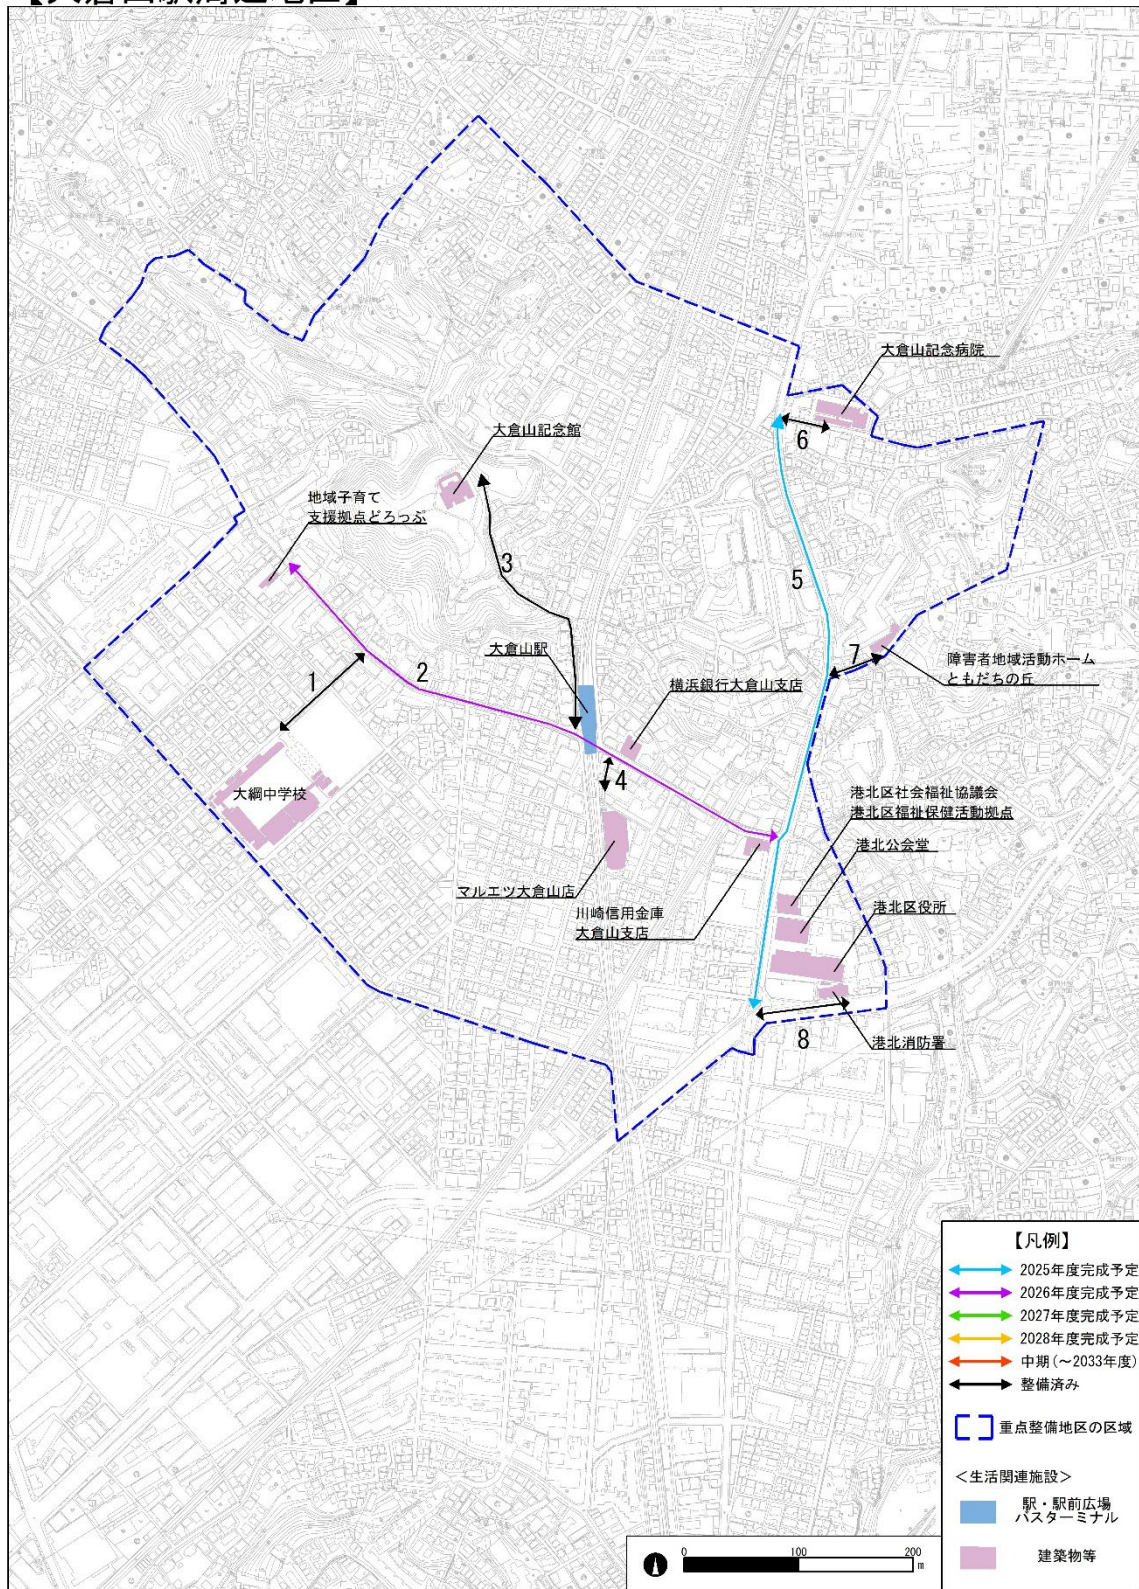 【大倉山駅周辺地区】
大倉山記念病院
6
大倉山記念館
地域子育て
支援拠点どろっぷ
3
5
大倉山駅
7
障害者地域活動ホーム
ともだちの丘
1
2
横浜銀行大倉山支店
4
大綱中学校
港北区社会福祉協議会
港北区福祉保健活動拠点
港北公会堂
マルエツ大倉山店
川崎信用金庫
大倉山支店
港北区役所
8
港北消防署
【凡例】
2025年度完成予定
2026年度完成予定
2027年度完成予定
2028年度完成予定
中期(～2033年度)
整備済み
重点整備地区の区域
＜生活関連施設＞
駅・駅前広場
バスターミナル
建築物等
0 100 200
m